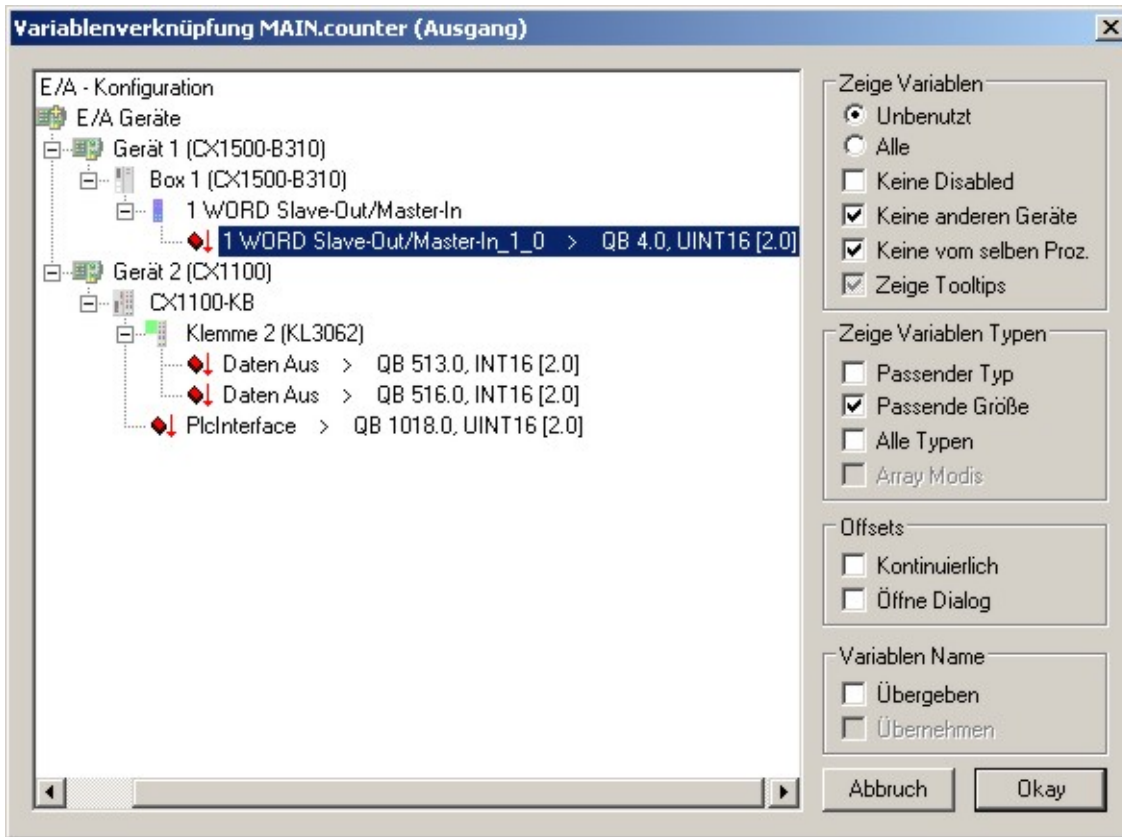 Variablenverknüpfung MAIN.counter (Ausgang)
E/A - Konfiguration
E/A Geräte
Gerät 1 (CX1500-B310)
Box 1 (CX1500-B310)
1 WORD Slave-Out/Master-In
1 WORD Slave-Out/Master-In_1_0 > QB 4.0, UINT16 [2.0]
Gerät 2 (CX1100)
CX1100-KB
Klemme 2 (KL3062)
Daten Aus > QB 513.0, INT16 [2.0]
Daten Aus > QB 516.0, INT16 [2.0]
PlcInterface > QB 1018.0, UINT16 [2.0]
Zeige Variablen
Unbenutzt
Alle
Keine Disabled
Keine anderen Geräte
Keine vom selben Proz.
Zeige Tooltips
Zeige Variablen Typen
Passender Typ
Passende Größe
Alle Typen
Array Modis
Offsets
Kontinuierlich
Öffne Dialog
Variablen Name
Übergeben
Übernehmen
Abbruch
Okay